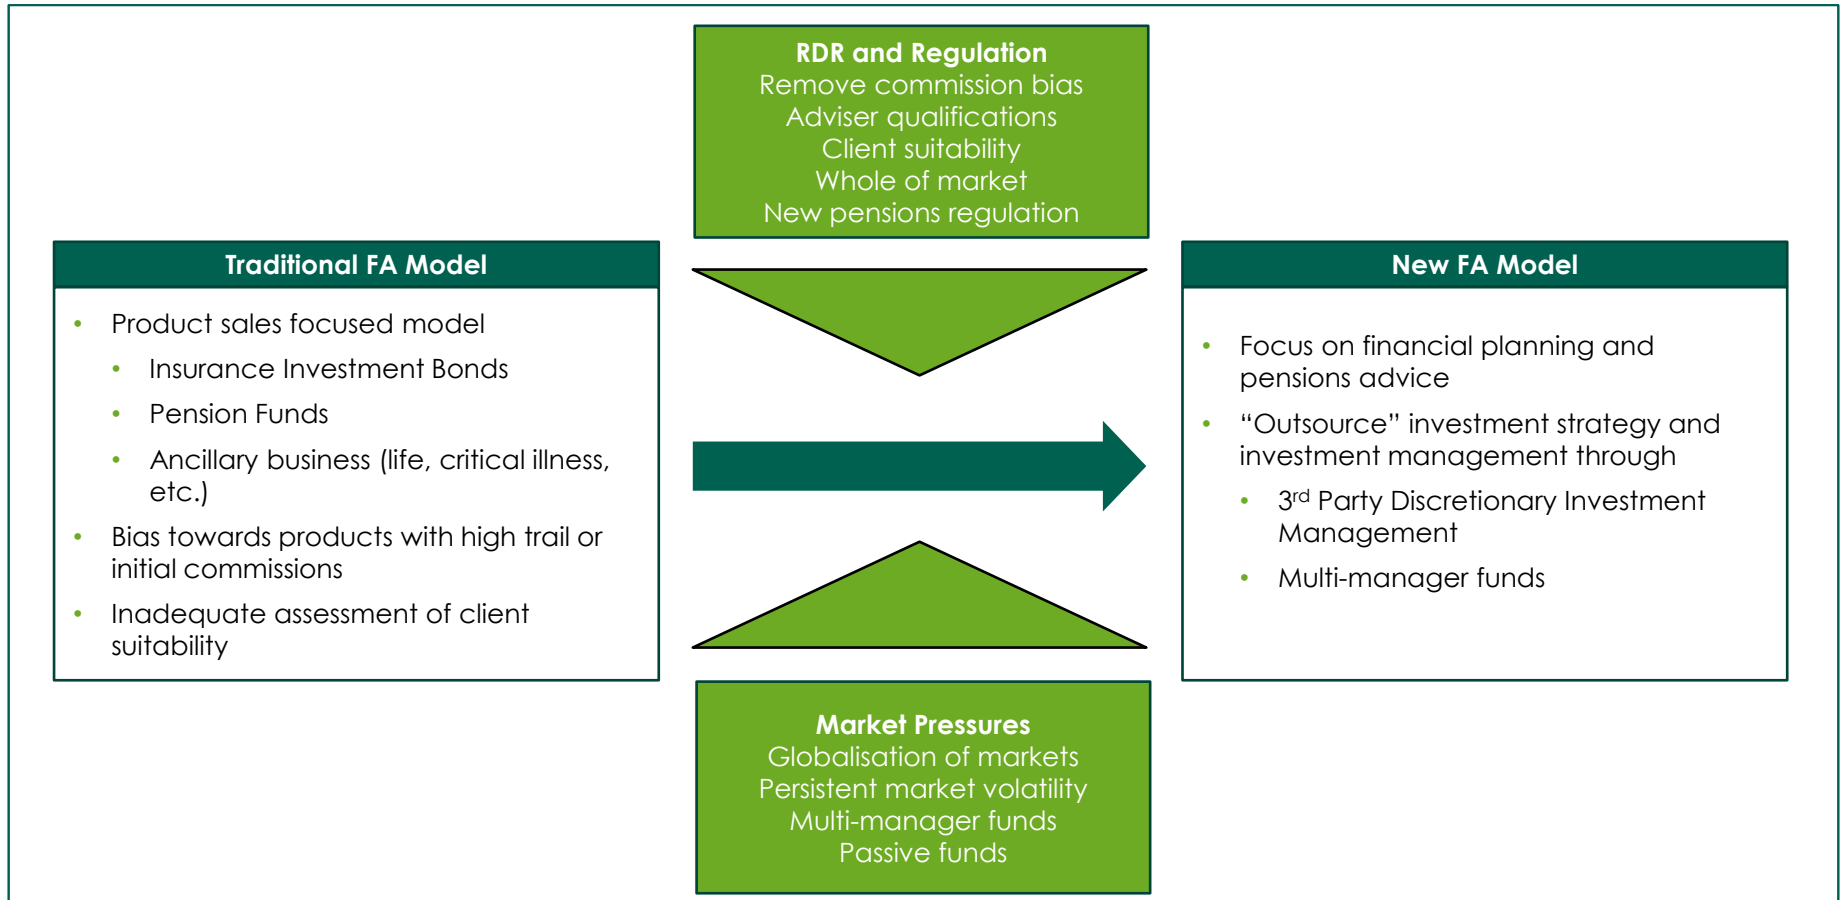 RDR and Regulation
Remove commission bias
Adviser qualifications
Client suitability
Whole of market
New pensions regulation
Traditional FA Model
• Product sales focused model
• Insurance Investment Bonds
• Pension Funds
• Ancillary business (life, critical illness,
etc.)
• Bias towards products with high trail or
initial commissions
• Inadequate assessment of client
suitability
New FA Model
• Focus on financial planning and
pensions advice
• “Outsource” investment strategy and
investment management through
• 3rd Party Discretionary Investment
Management
• Multi-manager funds
Market Pressures
Globalisation of markets
Persistent market volatility
Multi-manager funds
Passive funds